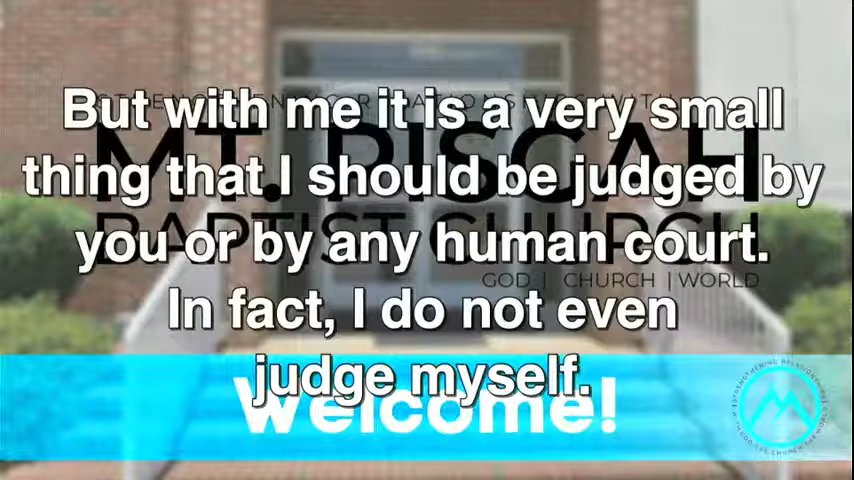 But with me it is a very small
thing that I should be judged by
you or by any human court.
In fact, I do not even
judge myself.
MT. PISGAH
BAPTIST CHURCH
GOD | CHURCH | WORLD
Welcome!